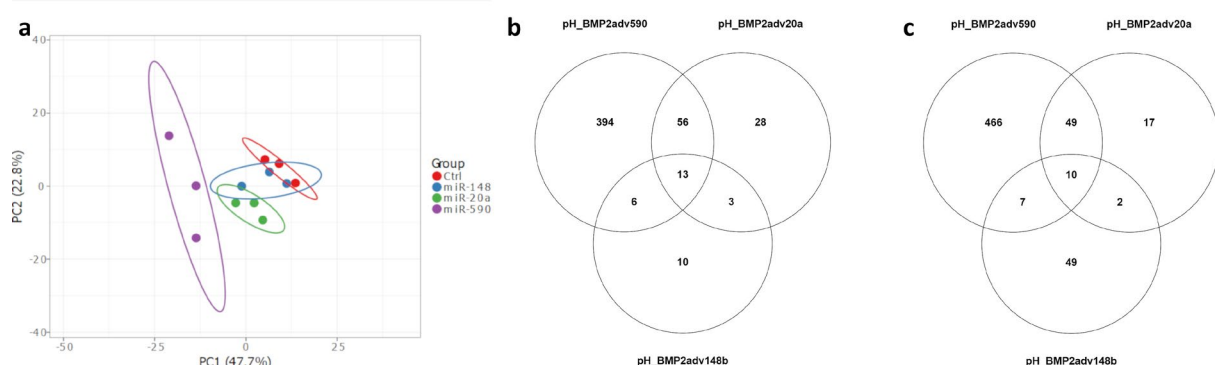 a
40
20
0
-20
-40
PC2 (22.8%)
-50
-25
0
25
PC1 (47.7%)
Group
Ctrl
miR-148
miR-20a
miR-590
b
pH_BMP2adv590
pH_BMP2adv20a
394
56
28
13
6
3
10
pH_BMP2adv148b
c
pH_BMP2adv590
pH_BMP2adv20a
466
49
17
10
7
2
49
pH_BMP2adv148b